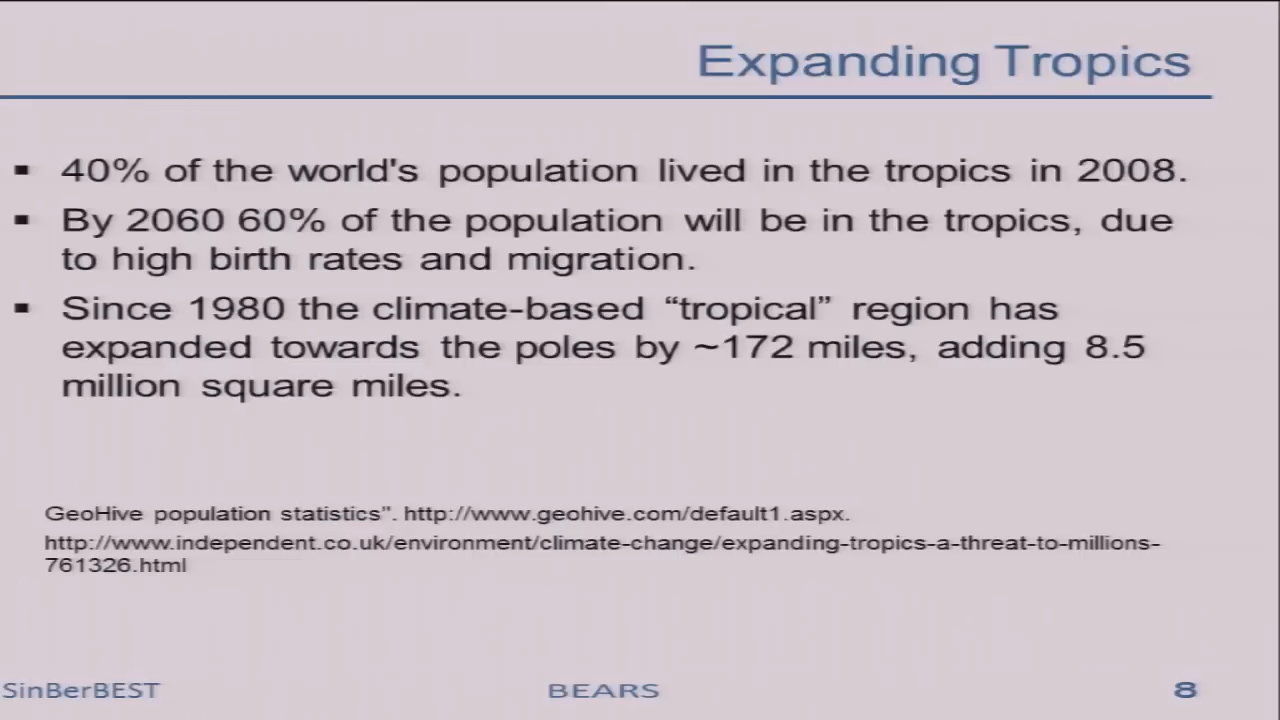 Expanding Tropics
▪ 40% of the world's population lived in the tropics in 2008.
▪ By 2060 60% of the population will be in the tropics, due
to high birth rates and migration.
▪ Since 1980 the climate-based “tropical” region has
expanded towards the poles by ~172 miles, adding 8.5
million square miles.
GeoHive population statistics". http://www.geohive.com/default1.aspx.
http://www.independent.co.uk/environment/climate-change/expanding-tropics-a-threat-to-millions-
761326.html
SinBerBEST BEARS 8